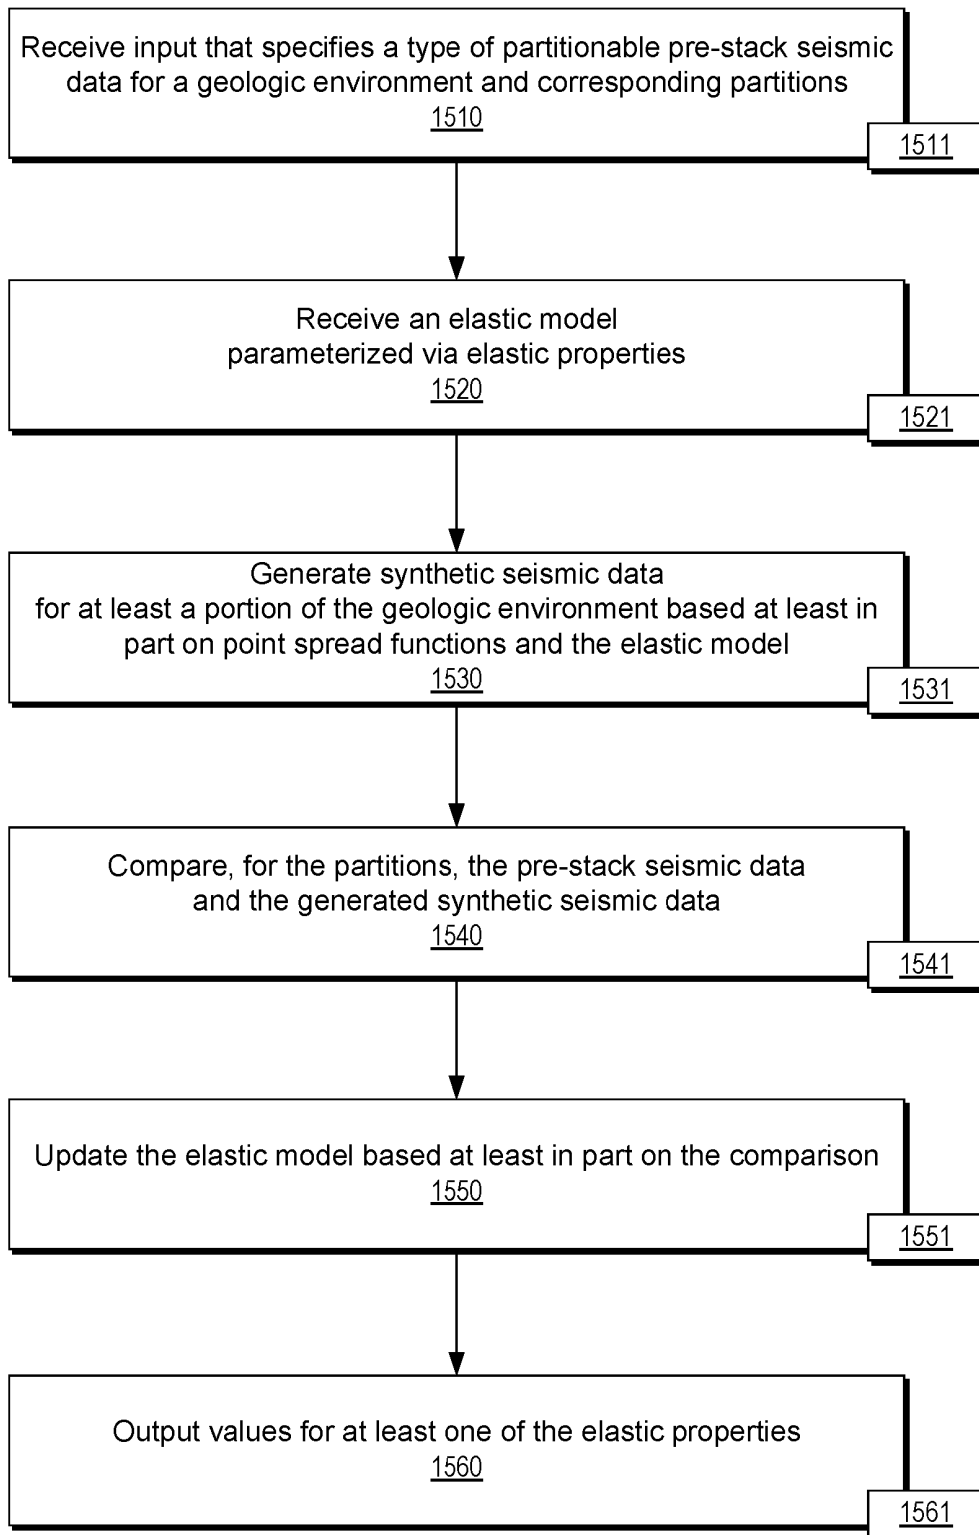 Receive input that specifies a type of partitionable pre-stack seismic
data for a geologic environment and corresponding partitions
1510
1511
Receive an elastic model
parameterized via elastic properties
1520
1521
Generate synthetic seismic data
for at least a portion of the geologic environment based at least in
part on point spread functions and the elastic model
1530
1531
Compare, for the partitions, the pre-stack seismic data
and the generated synthetic seismic data
1540
1541
Update the elastic model based at least in part on the comparison
1550
1551
Output values for at least one of the elastic properties
1560
1561